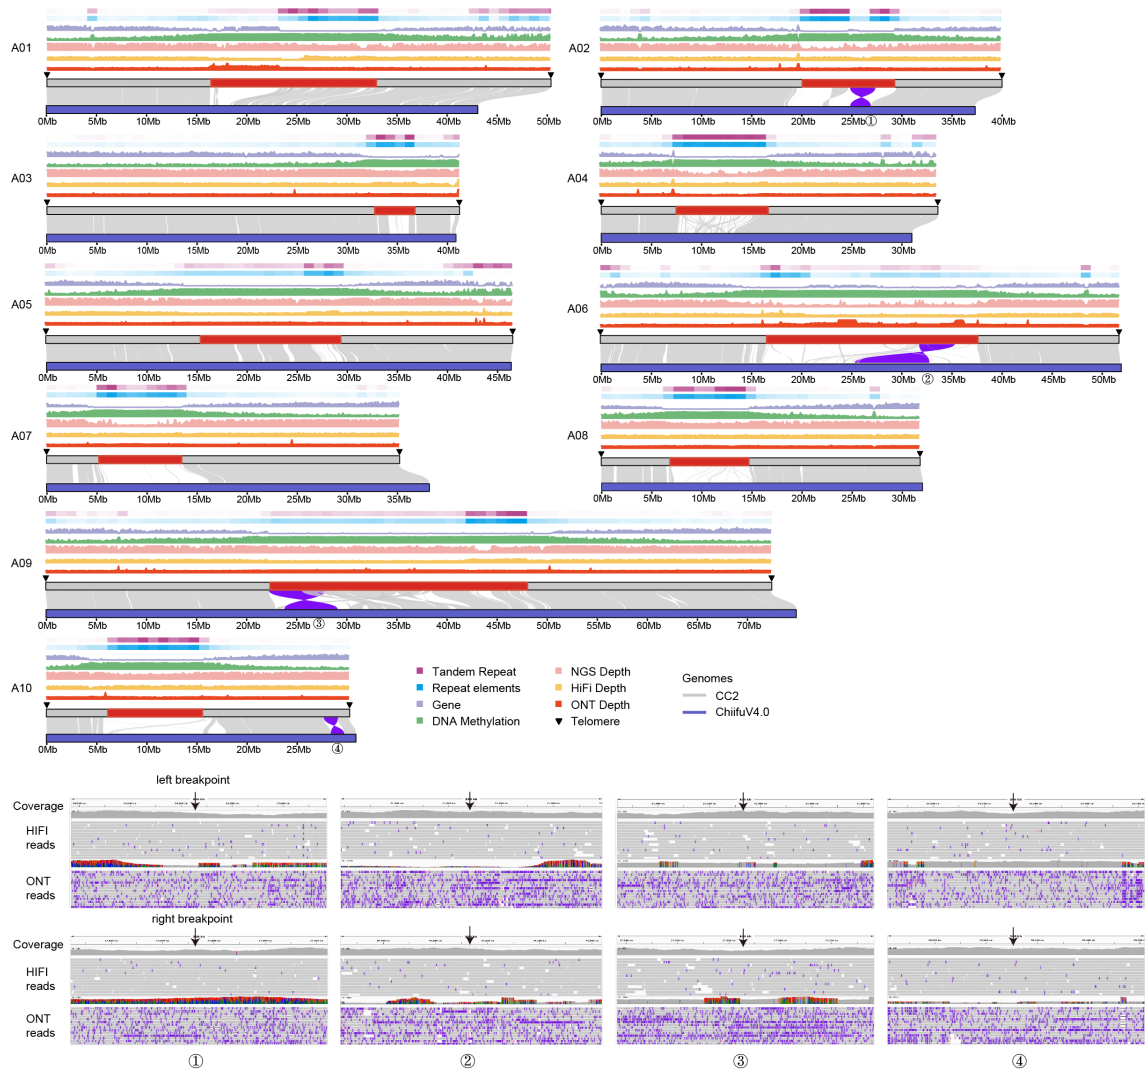 A01
0Mb 5Mb 10Mb 15Mb 20Mb 25Mb 30Mb 35Mb 40Mb 45Mb 50Mb
A02
0Mb 5Mb 10Mb 15Mb 20Mb 25Mb ① 30Mb 35Mb 40Mb
A03
0Mb 5Mb 10Mb 15Mb 20Mb 25Mb 30Mb 35Mb 40Mb
A04
0Mb 5Mb 10Mb 15Mb 20Mb 25Mb 30Mb
A05
0Mb 5Mb 10Mb 15Mb 20Mb 25Mb 30Mb 35Mb 40Mb 45Mb
A06
0Mb 5Mb 10Mb 15Mb 20Mb 25Mb 30Mb ② 35Mb 40Mb 45Mb 50Mb
A07
0Mb 5Mb 10Mb 15Mb 20Mb 25Mb 30Mb 35Mb
A08
0Mb 5Mb 10Mb 15Mb 20Mb 25Mb 30Mb
A09
0Mb 5Mb 10Mb 15Mb 20Mb 25Mb ③ 30Mb 35Mb 40Mb 45Mb 50Mb 55Mb 60Mb 65Mb 70Mb
A10
0Mb 5Mb 10Mb 15Mb 20Mb 25Mb ④ 30Mb
Tandem Repeat
Repeat elements
Gene
DNA Methylation
NGS Depth
HiFi Depth
ONT Depth
Telomere
Genomes
CC2
ChiifuV4.0
left breakpoint
Coverage
HIFI
reads
ONT
reads
right breakpoint
Coverage
HIFI
reads
ONT
reads
① ② ③ ④